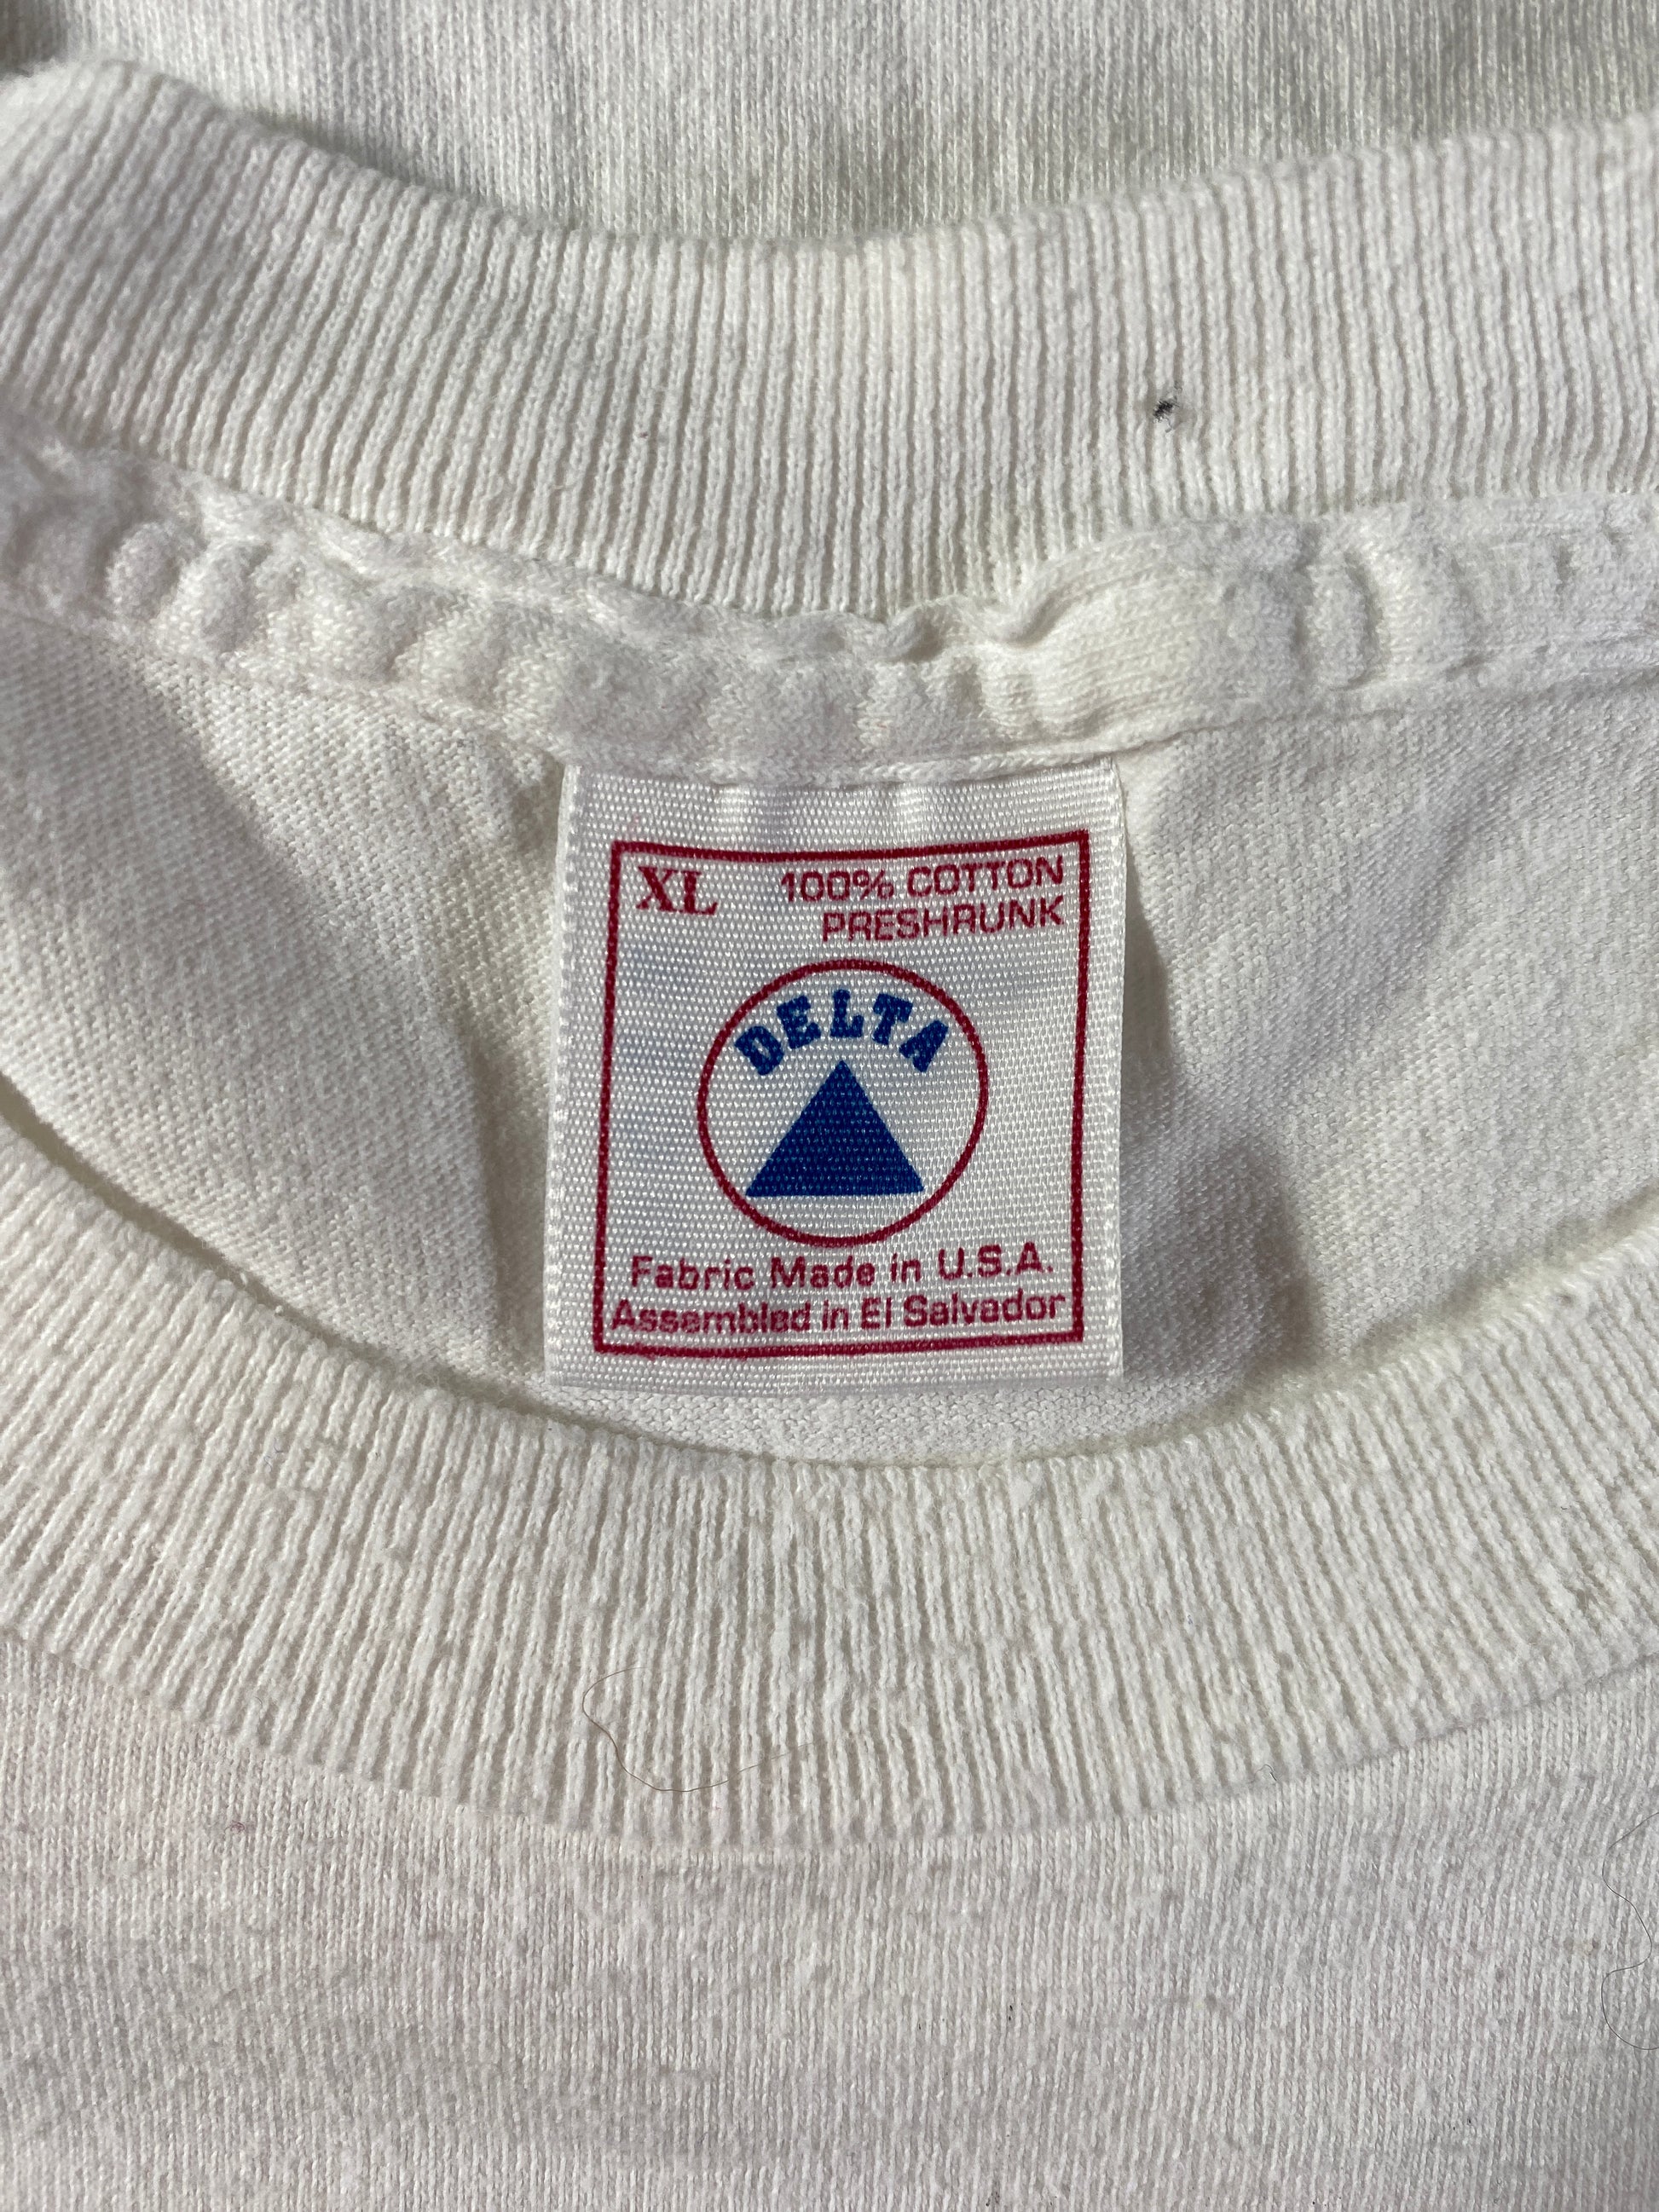 XL 100% COTTON
PRESHRUNK
DELTA
Fabric Made in U.S.A.
Assembled in El Salvador